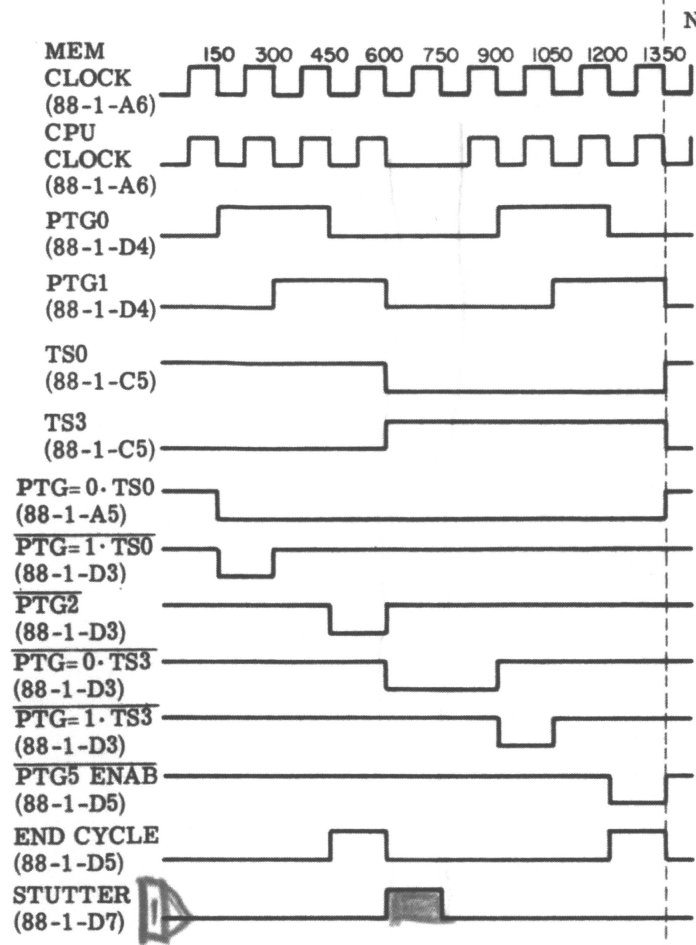 N
150 300 450 600 750 900 1050 1200 1350
MEM
CLOCK
(88-1-A6)
CPU
CLOCK
(88-1-A6)
PTG0
(88-1-D4)
PTG1
(88-1-D4)
TS0
(88-1-C5)
TS3
(88-1-C5)
PTG=0·TS0
(88-1-A5)
PTG=1·TS0
(88-1-D3)
PTG2
(88-1-D3)
PTG=0·TS3
(88-1-D3)
PTG=1·TS3
(88-1-D3)
PTG5 ENAB
(88-1-D5)
END CYCLE
(88-1-D5)
STUTTER
(88-1-D7)